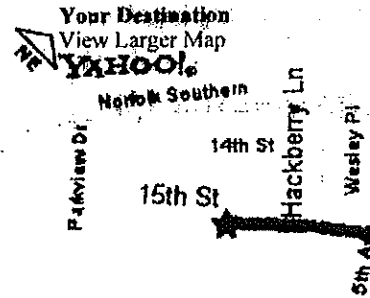 Your Destination
View Larger Map
NE
YAHOO!
Norfolk Southern
Parkview Dr
14th St
Hackberry Ln
Wesley Pl
15th St
5th A